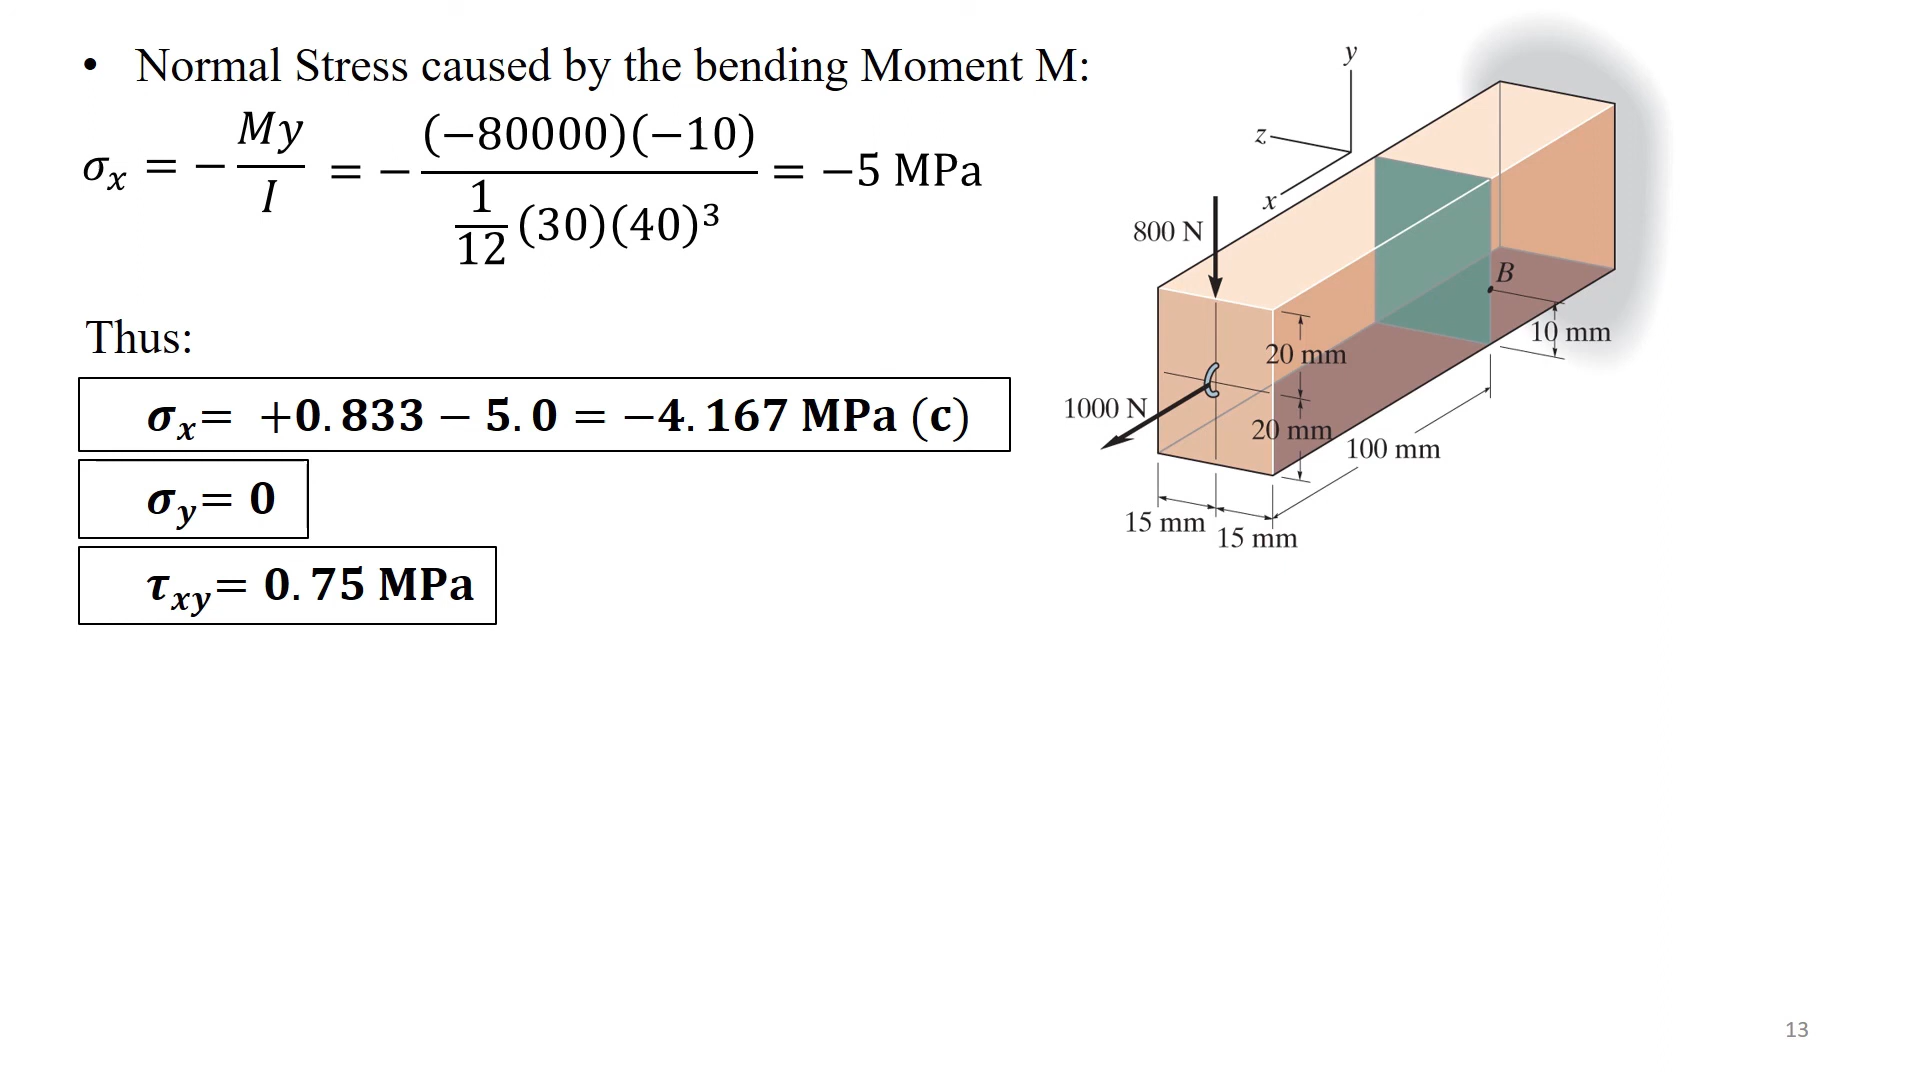 • Normal Stress caused by the bending Moment M:
σₓ = − My/I = − (−80000)(−10) / (1/12 (30)(40)³) = −5 MPa
Thus:
σₓ= +0.833 − 5.0 = −4.167 MPa (c)
σ_y= 0
τ_xy= 0.75 MPa
y
z
x
800 N
B
10 mm
20 mm
1000 N
20 mm
100 mm
15 mm
15 mm
13